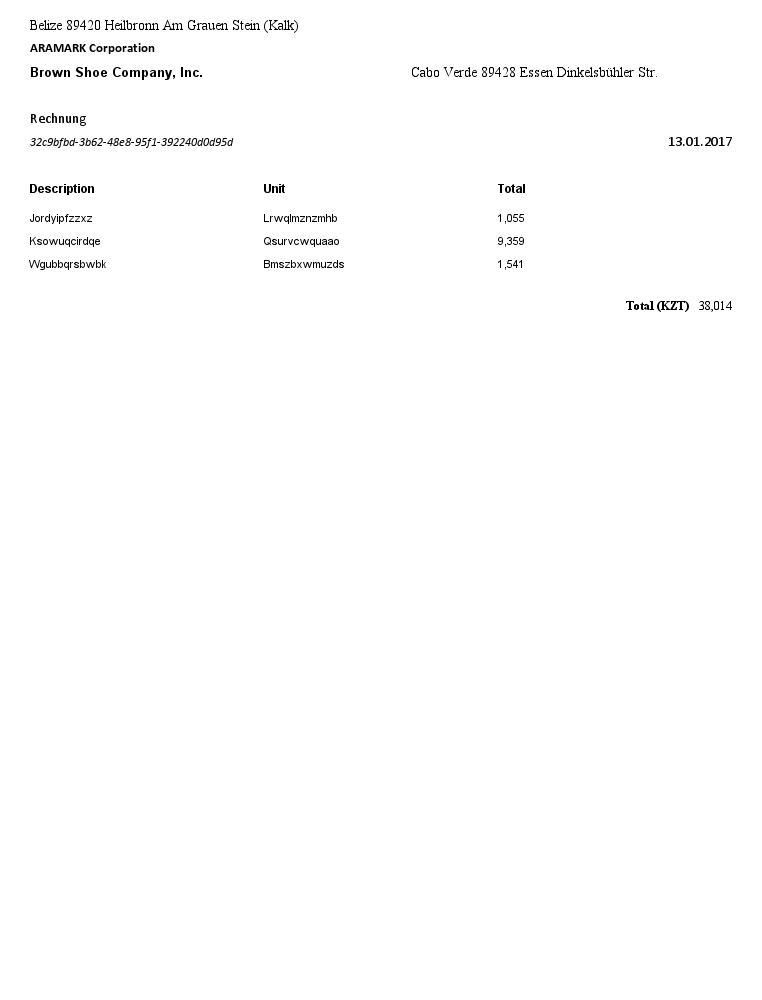 Belize 89420 Heilbronn Am Grauen Stein (Kalk)
ARAMARK Corporation
Brown Shoe Company, Inc. Cabo Verde 89428 Essen Dinkelsbühler Str.
Rechnung
32c9bfbd-3b62-48e8-95f1-392240d0d95d 13.01.2017
Description Unit Total
Jordyipfzzxz Lrwqlmznzmhb 1,055
Ksowuqcirdqe Qsurvcwquaao 9,359
Wgubbqrsbwbk Bmszbxwmuzds 1,541
Total (KZT) 38,014